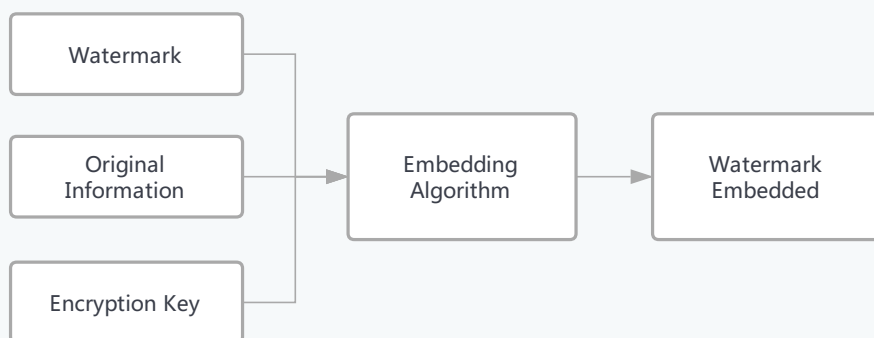 Watermark
Original
Information
Encryption Key
Embedding
Algorithm
Watermark
Embedded